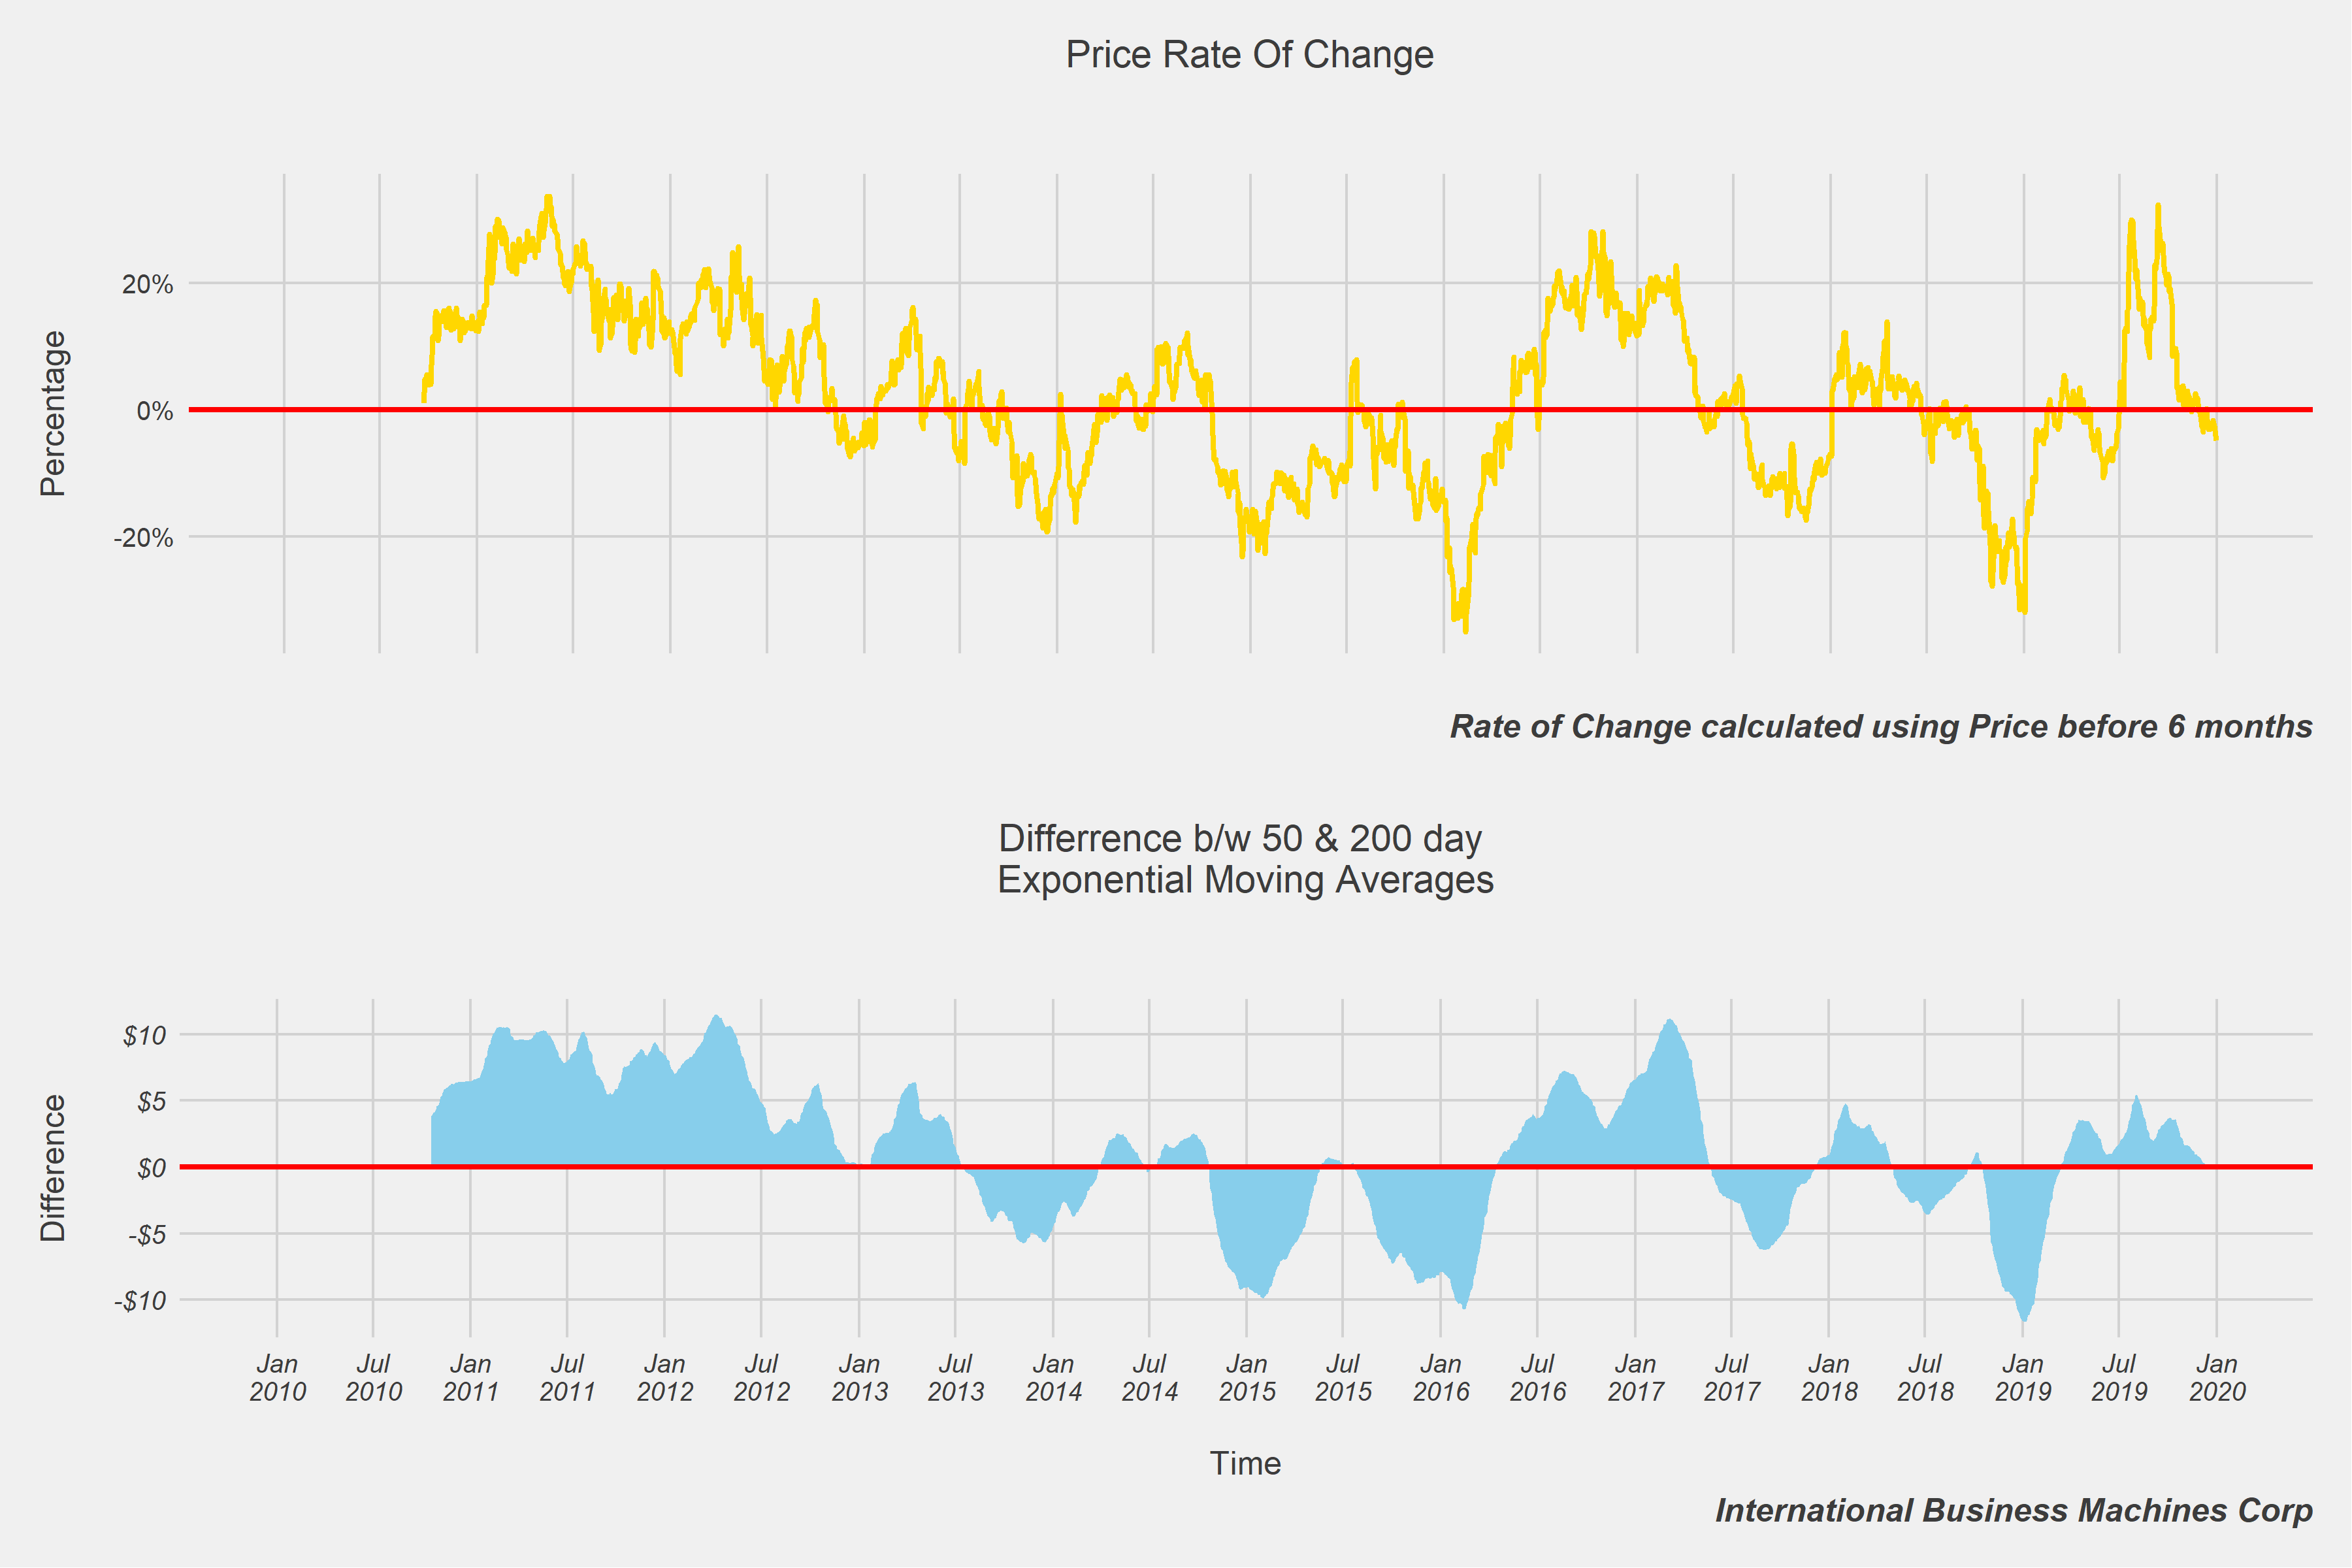 Price Rate Of Change
Percentage
20%
0%
-20%
Rate of Change calculated using Price before 6 months
Differrence b/w 50 & 200 day
Exponential Moving Averages
Difference
$10
$5
$0
-$5
-$10
Jan Jul Jan Jul Jan Jul Jan Jul Jan Jul Jan Jul Jan Jul Jan Jul Jan Jul Jan Jul Jan
2010 2010 2011 2011 2012 2012 2013 2013 2014 2014 2015 2015 2016 2016 2017 2017 2018 2018 2019 2019 2020
Time
International Business Machines Corp